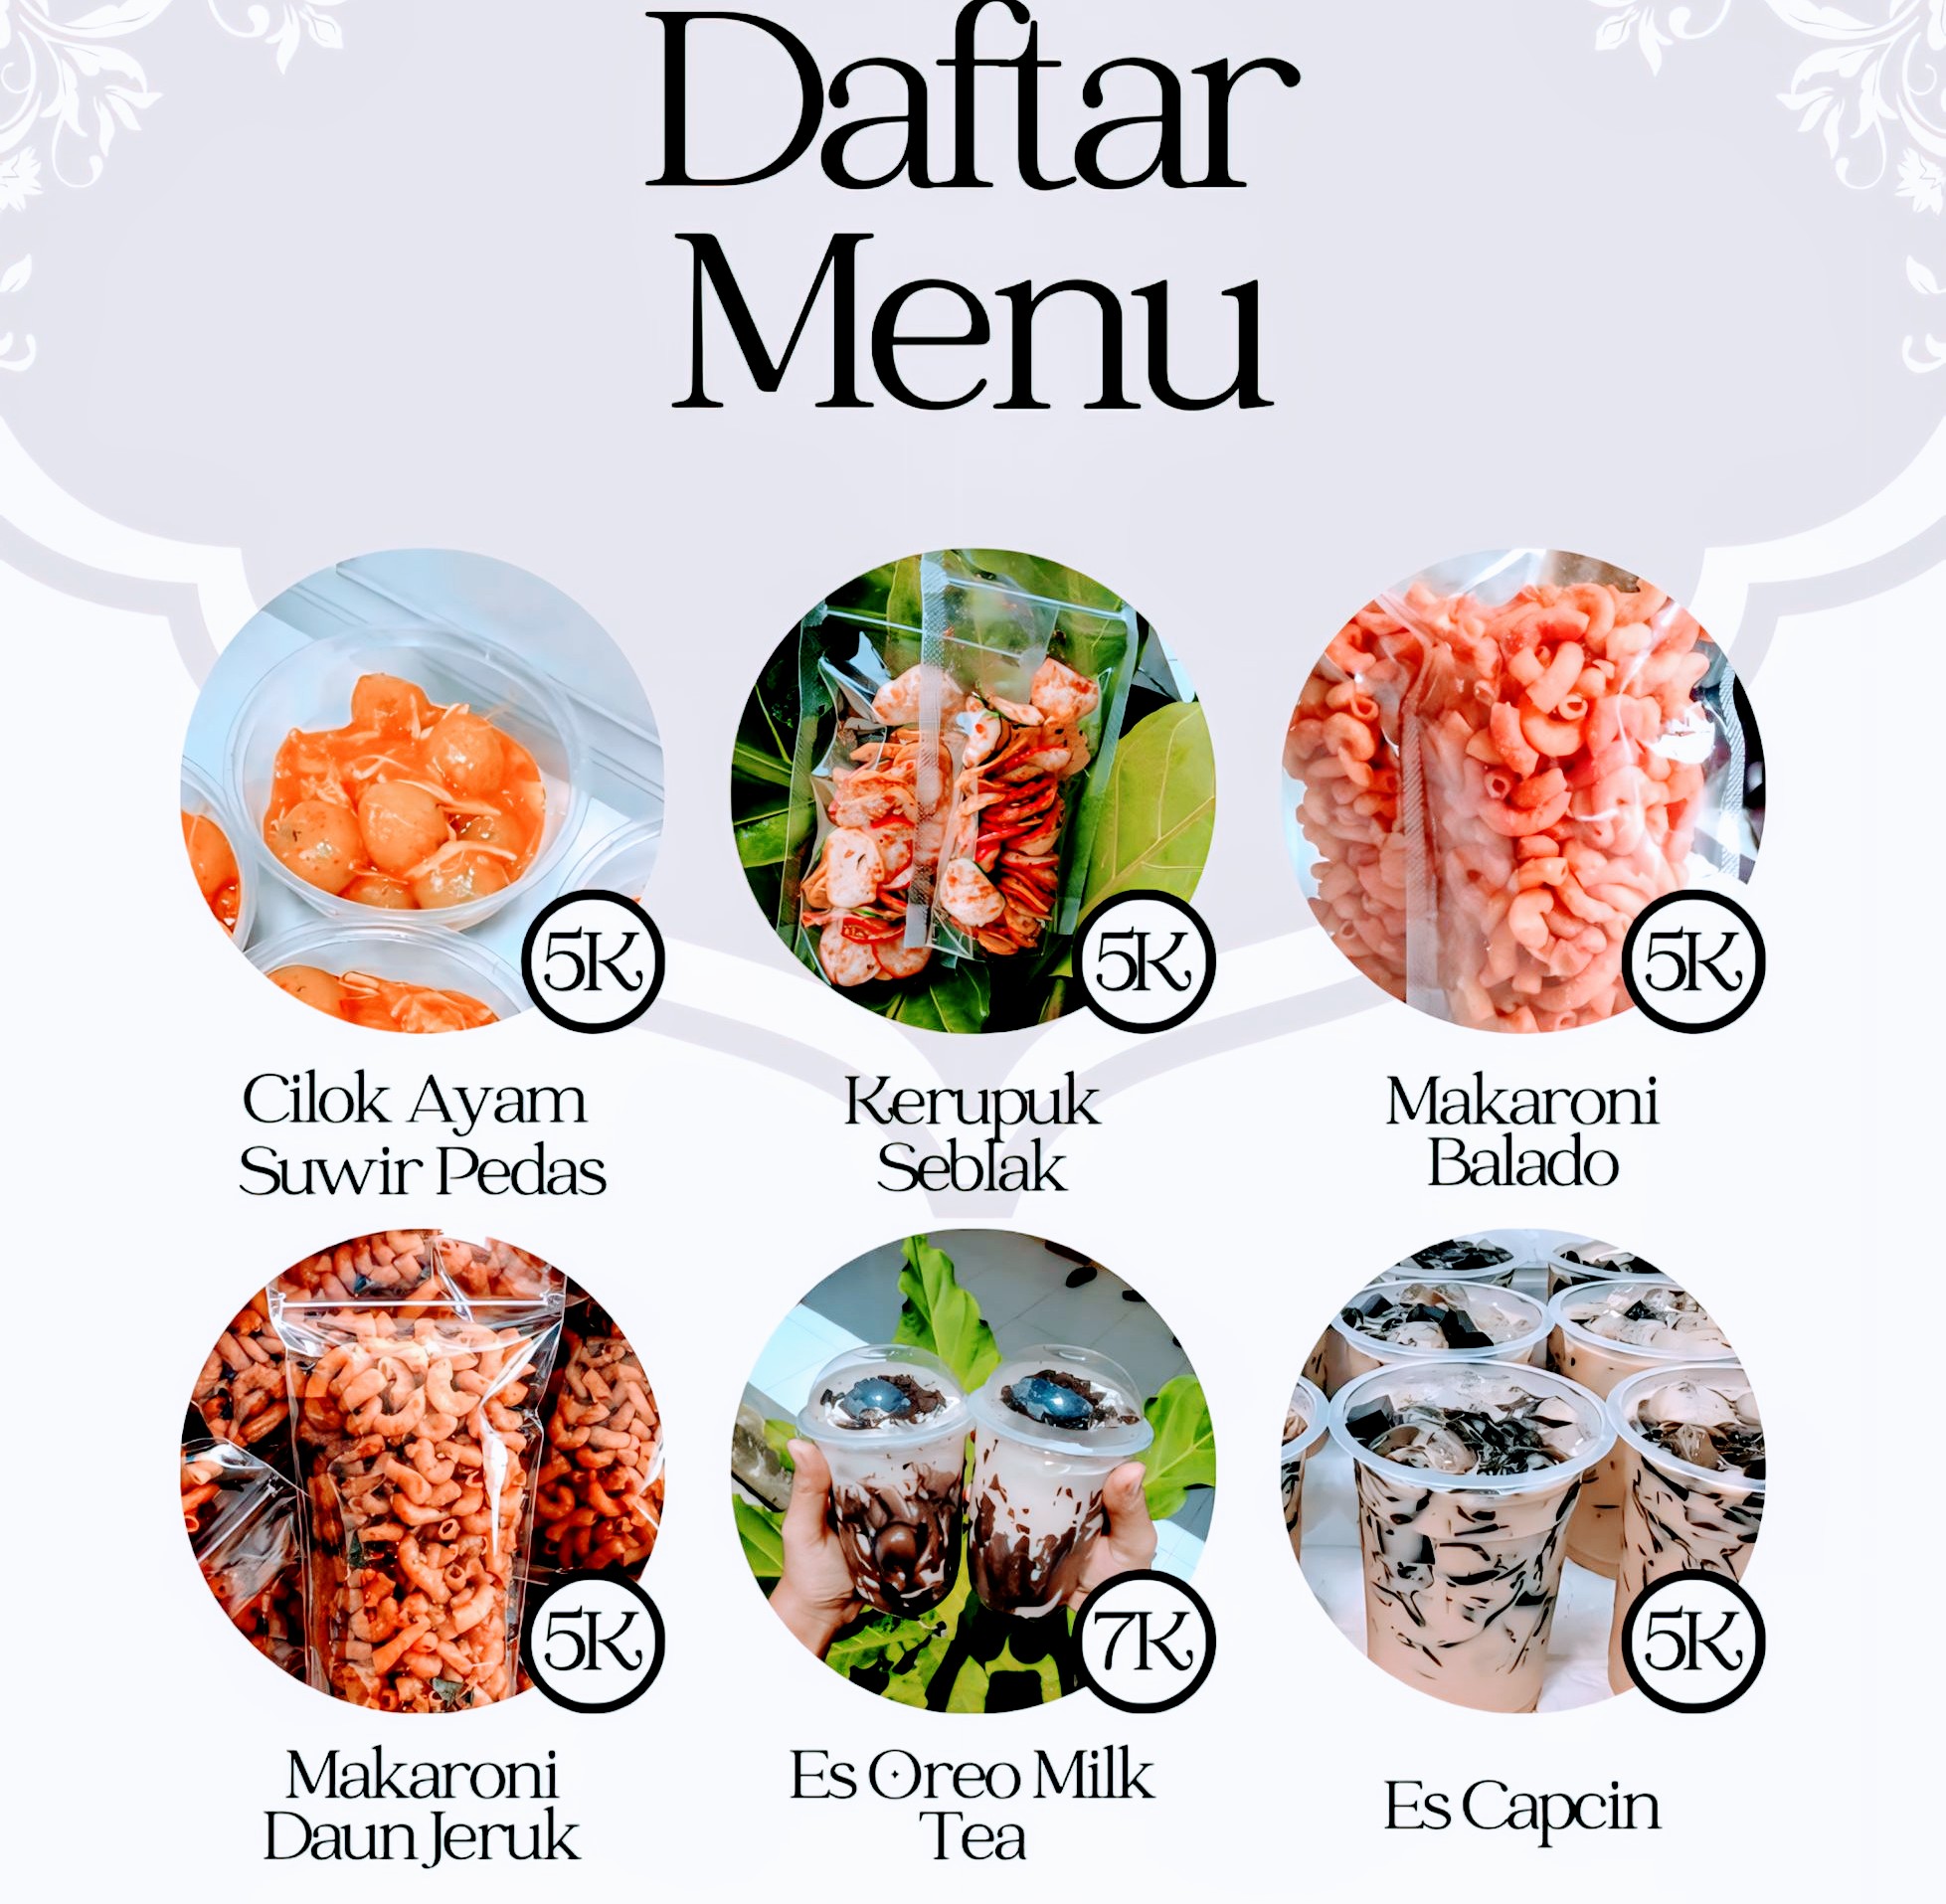 Daftar
Menu
5K
5K
5K
Cilok Ayam
Suwir Pedas
Kerupuk
Seblak
Makaroni
Balado
5K
7K
5K
Makaroni
Daun Jeruk
Es Oreo Milk
Tea
Es Capcin